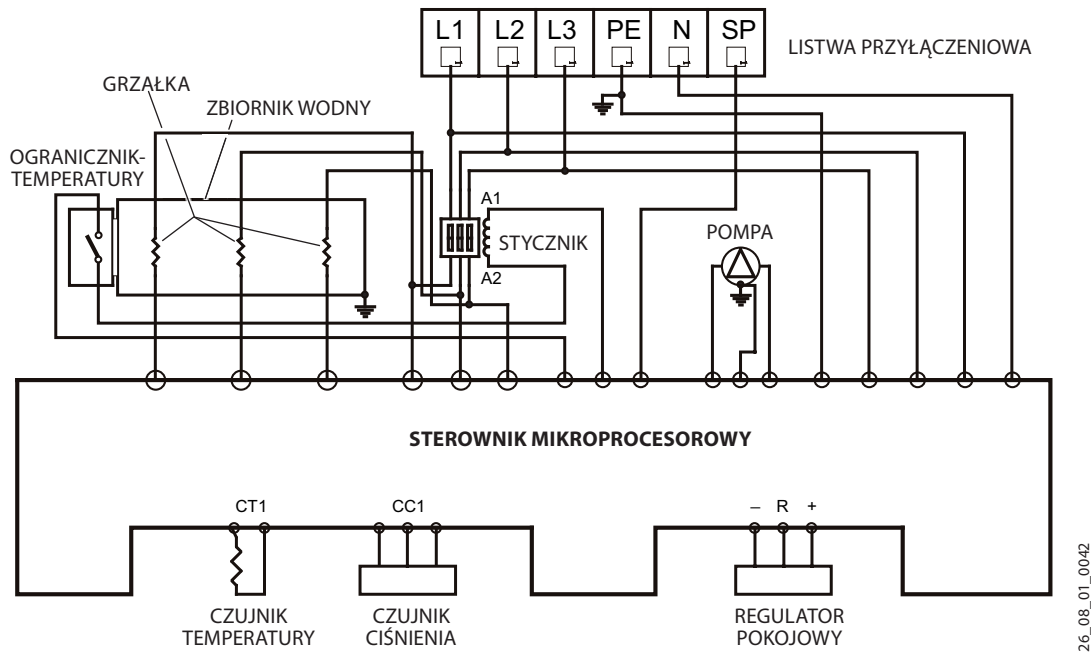 L1 L2 L3 PE N SP
LISTWA PRZYŁĄCZENIOWA
GRZAŁKA
ZBIORNIK WODNY
OGRANICZNIK-
TEMPERATURY
A1
STYCZNIK
A2
POMPA
STEROWNIK MIKROPROCESOROWY
CT1
CC1
– R +
CZUJNIK
TEMPERATURY
CZUJNIK
CIŚNIENIA
REGULATOR
POKOJOWY
26_08_01_0042